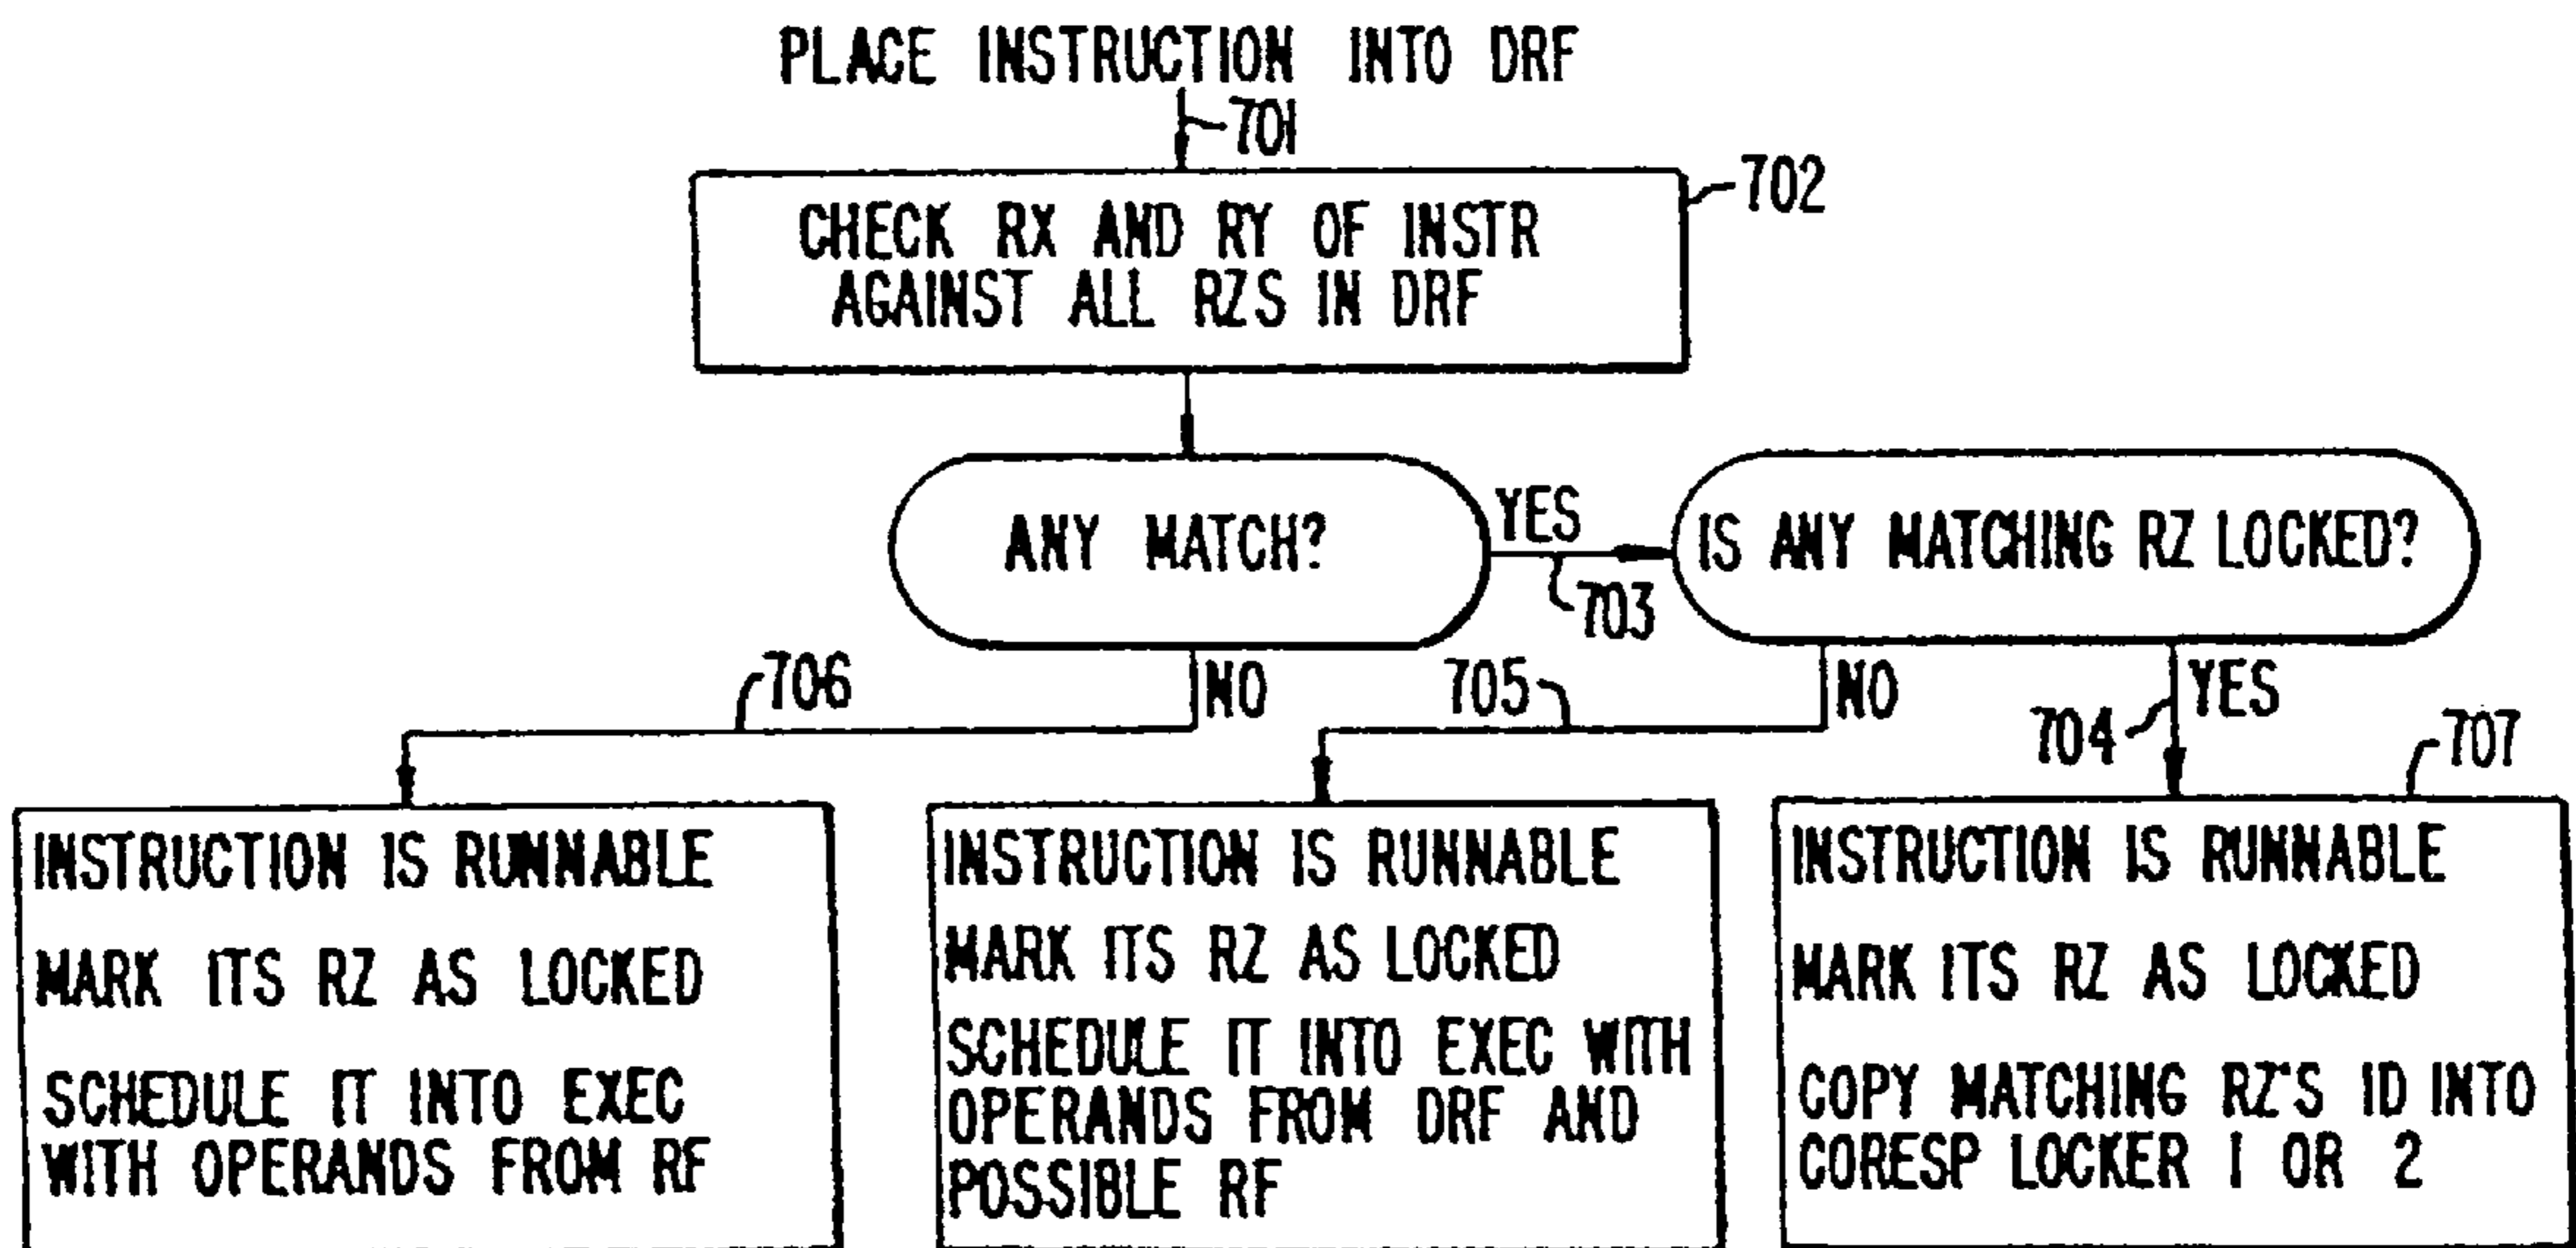 PLACE INSTRUCTION INTO DRF
701
702
CHECK RX AND RY OF INSTR
AGAINST ALL RZS IN DRF
ANY MATCH?
YES
703
IS ANY MATCHING RZ LOCKED?
706
NO
705
NO
704
YES
707
INSTRUCTION IS RUNNABLE
MARK ITS RZ AS LOCKED
SCHEDULE IT INTO EXEC
WITH OPERANDS FROM RF
INSTRUCTION IS RUNNABLE
MARK ITS RZ AS LOCKED
SCHEDULE IT INTO EXEC WITH
OPERANDS FROM DRF AND
POSSIBLE RF
INSTRUCTION IS RUNNABLE
MARK ITS RZ AS LOCKED
COPY MATCHING RZ'S ID INTO
CORESP LOCKER 1 OR 2